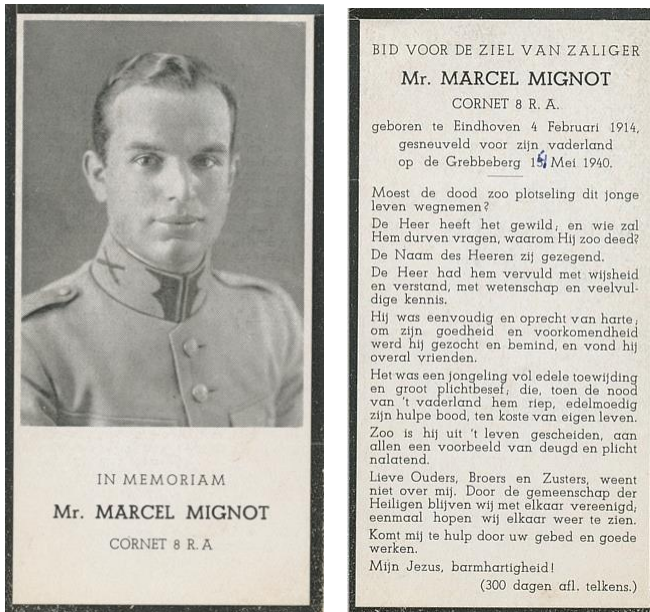 IN MEMORIAM
Mr. MARCEL MIGNOT
CORNET 8 R. A
BID VOOR DE ZIEL VAN ZALIGER
Mr. MARCEL MIGNOT
CORNET 8 R. A.
geboren te Eindhoven 4 Februari 1914,
gesneuveld voor zijn vaderland
op de Grebbeberg Mei 1940.
Moest de dood zoo plotseling dit jonge
leven wegnemen?
De Heer heeft het gewild; en wie zal
Hem durven vragen, waarom Hij zoo deed?
De Naam des Heeren zij gezegend.
De Heer had hem vervuld met wijsheid
en verstand, met wetenschap en veelvul-
dige kennis.
Hij was eenvoudig en oprecht van harte;
om zijn goedheid en voorkomendheid
werd hij gezocht en bemind, en vond hij
overal vrienden.
Het was een jongeling vol edele toewijding
en groot plichtbesef; die, toen de nood
van 't vaderland hem riep, edelmoedig
zijn hulpe bood, ten koste van eigen leven.
Zoo is hij uit 't leven gescheiden, aan
allen een voorbeeld van deugd en plicht
nalatend.
Lieve Ouders, Broers en Zusters, weent
niet over mij. Door de gemeenschap der
Heiligen blijven wij met elkaar vereenigd;
eenmaal hopen wij elkaar weer te zien.
Komt mij te hulp door uw gebed en goede
werken.
Mijn Jezus, barmhartigheid!
(300 dagen afl. telkens.)